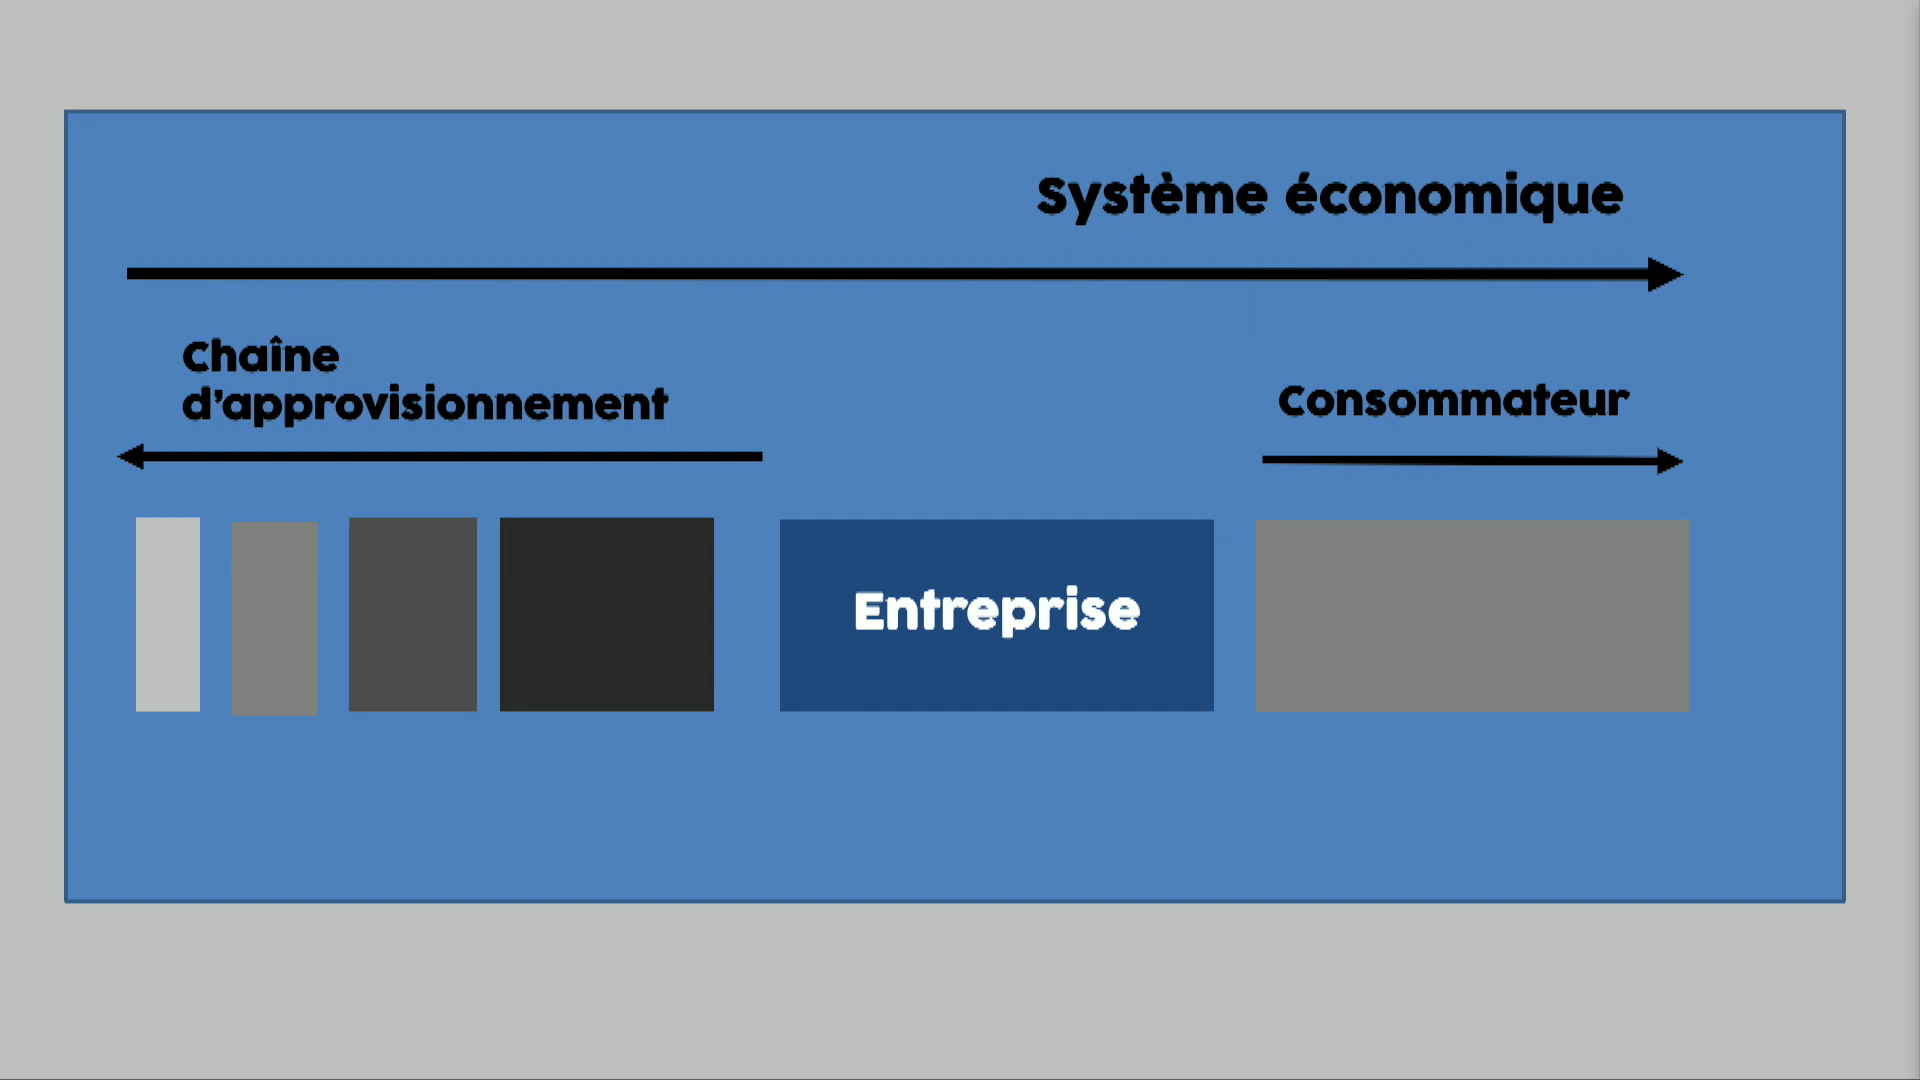 Système économique
Chaîne
d'approvisionnement
Consommateur
Entreprise